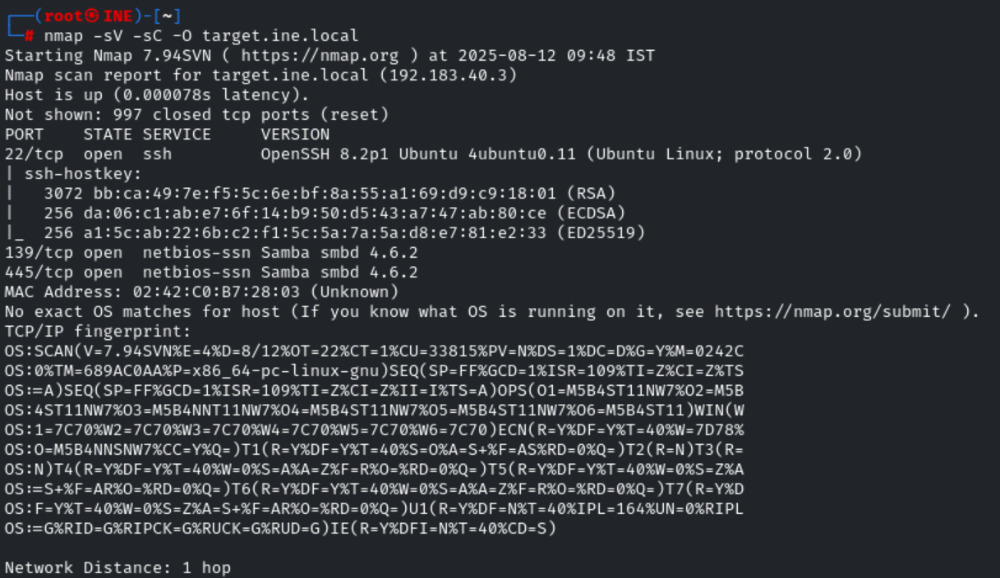 ┌──(root㉿INE)-[~]
└─# nmap -sV -sC -O target.ine.local
Starting Nmap 7.94SVN ( https://nmap.org ) at 2025-08-12 09:48 IST
Nmap scan report for target.ine.local (192.183.40.3)
Host is up (0.000078s latency).
Not shown: 997 closed tcp ports (reset)
PORT    STATE SERVICE     VERSION
22/tcp  open  ssh         OpenSSH 8.2p1 Ubuntu 4ubuntu0.11 (Ubuntu Linux; protocol 2.0)
| ssh-hostkey:
|   3072 bb:ca:49:7e:f5:5c:6e:bf:8a:55:a1:69:d9:c9:18:01 (RSA)
|   256 da:06:c1:ab:e7:6f:14:b9:50:d5:43:a7:47:ab:80:ce (ECDSA)
|_  256 a1:5c:ab:22:6b:c2:f1:5c:5a:7a:5a:d8:e7:81:e2:33 (ED25519)
139/tcp open  netbios-ssn Samba smbd 4.6.2
445/tcp open  netbios-ssn Samba smbd 4.6.2
MAC Address: 02:42:C0:B7:28:03 (Unknown)
No exact OS matches for host (If you know what OS is running on it, see https://nmap.org/submit/ ).
TCP/IP fingerprint:
OS:SCAN(V=7.94SVN%E=4%D=8/12%OT=22%CT=1%CU=33815%PV=N%DS=1%DC=D%G=Y%M=0242C
OS:0%TM=689AC0AA%P=x86_64-pc-linux-gnu)SEQ(SP=FF%GCD=1%ISR=109%TI=Z%CI=Z%TS
OS:=A)SEQ(SP=FF%GCD=1%ISR=109%TI=Z%CI=Z%II=I%TS=A)OPS(O1=M5B4ST11NW7%O2=M5B
OS:4ST11NW7%O3=M5B4NNT11NW7%O4=M5B4ST11NW7%O5=M5B4ST11NW7%O6=M5B4ST11)WIN(W
OS:1=7C70%W2=7C70%W3=7C70%W4=7C70%W5=7C70%W6=7C70)ECN(R=Y%DF=Y%T=40%W=7D78%
OS:O=M5B4NNSNW7%CC=Y%Q=)T1(R=Y%DF=Y%T=40%S=O%A=S+%F=AS%RD=0%Q=)T2(R=N)T3(R=
OS:N)T4(R=Y%DF=Y%T=40%W=0%S=A%A=Z%F=R%O=%RD=0%Q=)T5(R=Y%DF=Y%T=40%W=0%S=Z%A
OS:=S+%F=AR%O=%RD=0%Q=)T6(R=Y%DF=Y%T=40%W=0%S=A%A=Z%F=R%O=%RD=0%Q=)T7(R=Y%D
OS:F=Y%T=40%W=0%S=Z%A=S+%F=AR%O=%RD=0%Q=)U1(R=Y%DF=N%T=40%IPL=164%UN=0%RIPL
OS:=G%RID=G%RIPCK=G%RUCK=G%RUD=G)IE(R=Y%DFI=N%T=40%CD=S)
Network Distance: 1 hop